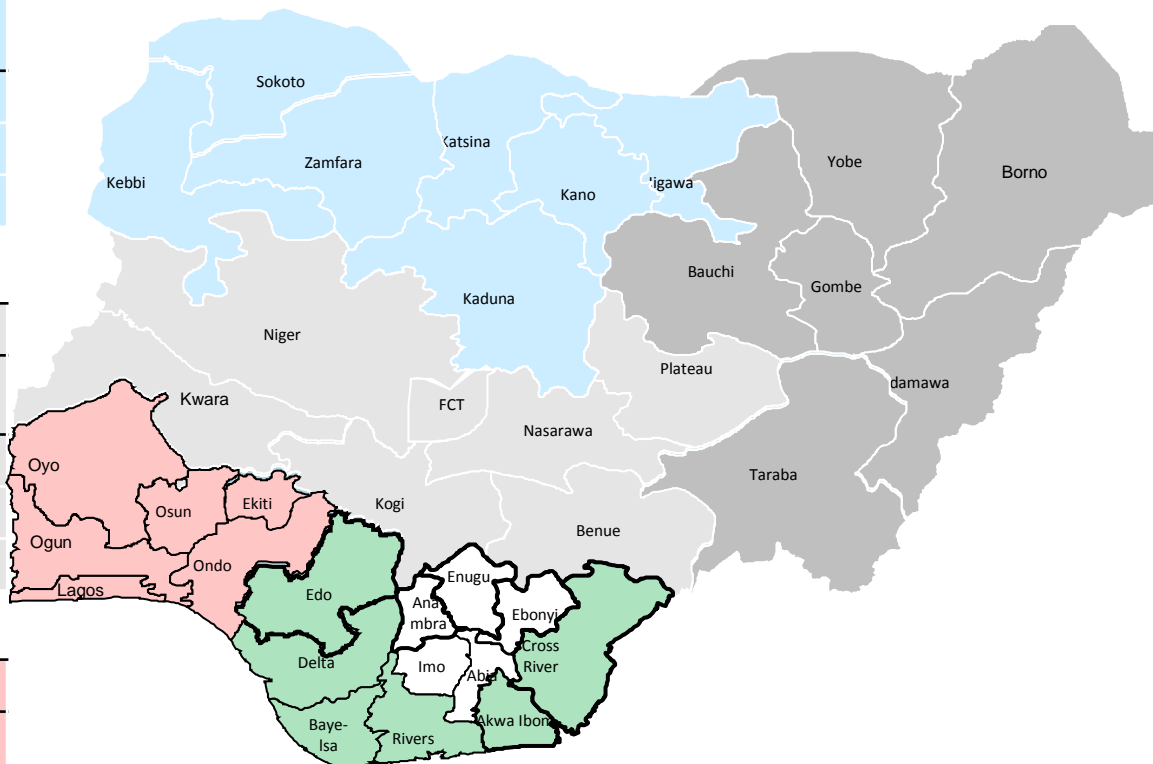 Sokoto
Katsina
Zamfara
Kebbi
Kano
'igawa
Yobe
Borno
Bauchi
Gombe
Kaduna
Niger
Plateau
damawa
Kwara
FCT
Nasarawa
Oyo
Taraba
Osun
Ekiti
Kogi
Benue
Ogun
Ondo
Lagos
Edo
Enugu
Ana
mbra
Ebonyi
Cross
River
Delta
Imo
Abia
Akwa Ibom
Baye-
lsa
Rivers